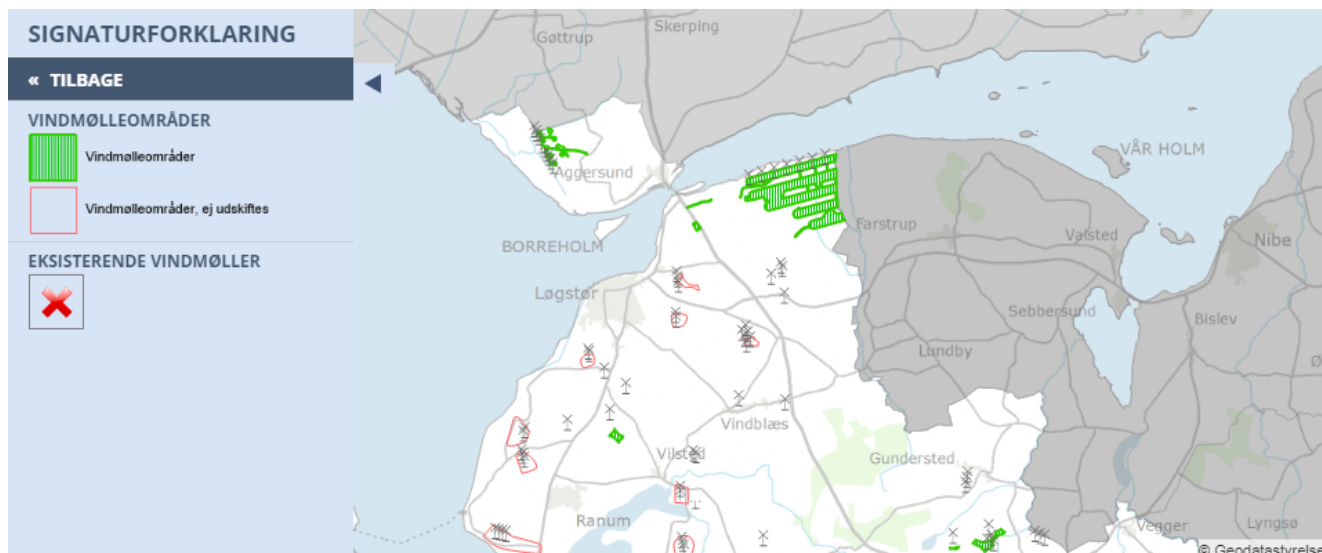 SIGNATURFORKLARING
« TILBAGE
VINDMØLLEOMRÅDER
Vindmølleområder
Vindmølleområder, ej udskiftes
EKSISTERENDE VINDMØLLER
Skerping
Gøttrup
VÅR HOLM
Aggersund
Farstrup
Valsted
Nibe
BORREHOLM
Løgstør
Sebbersund
Bislev
Lundby
Vindblæs
Vilsted
Gundersted
Ranum
Vegger
Lyngsø
© Geodatastyrelse